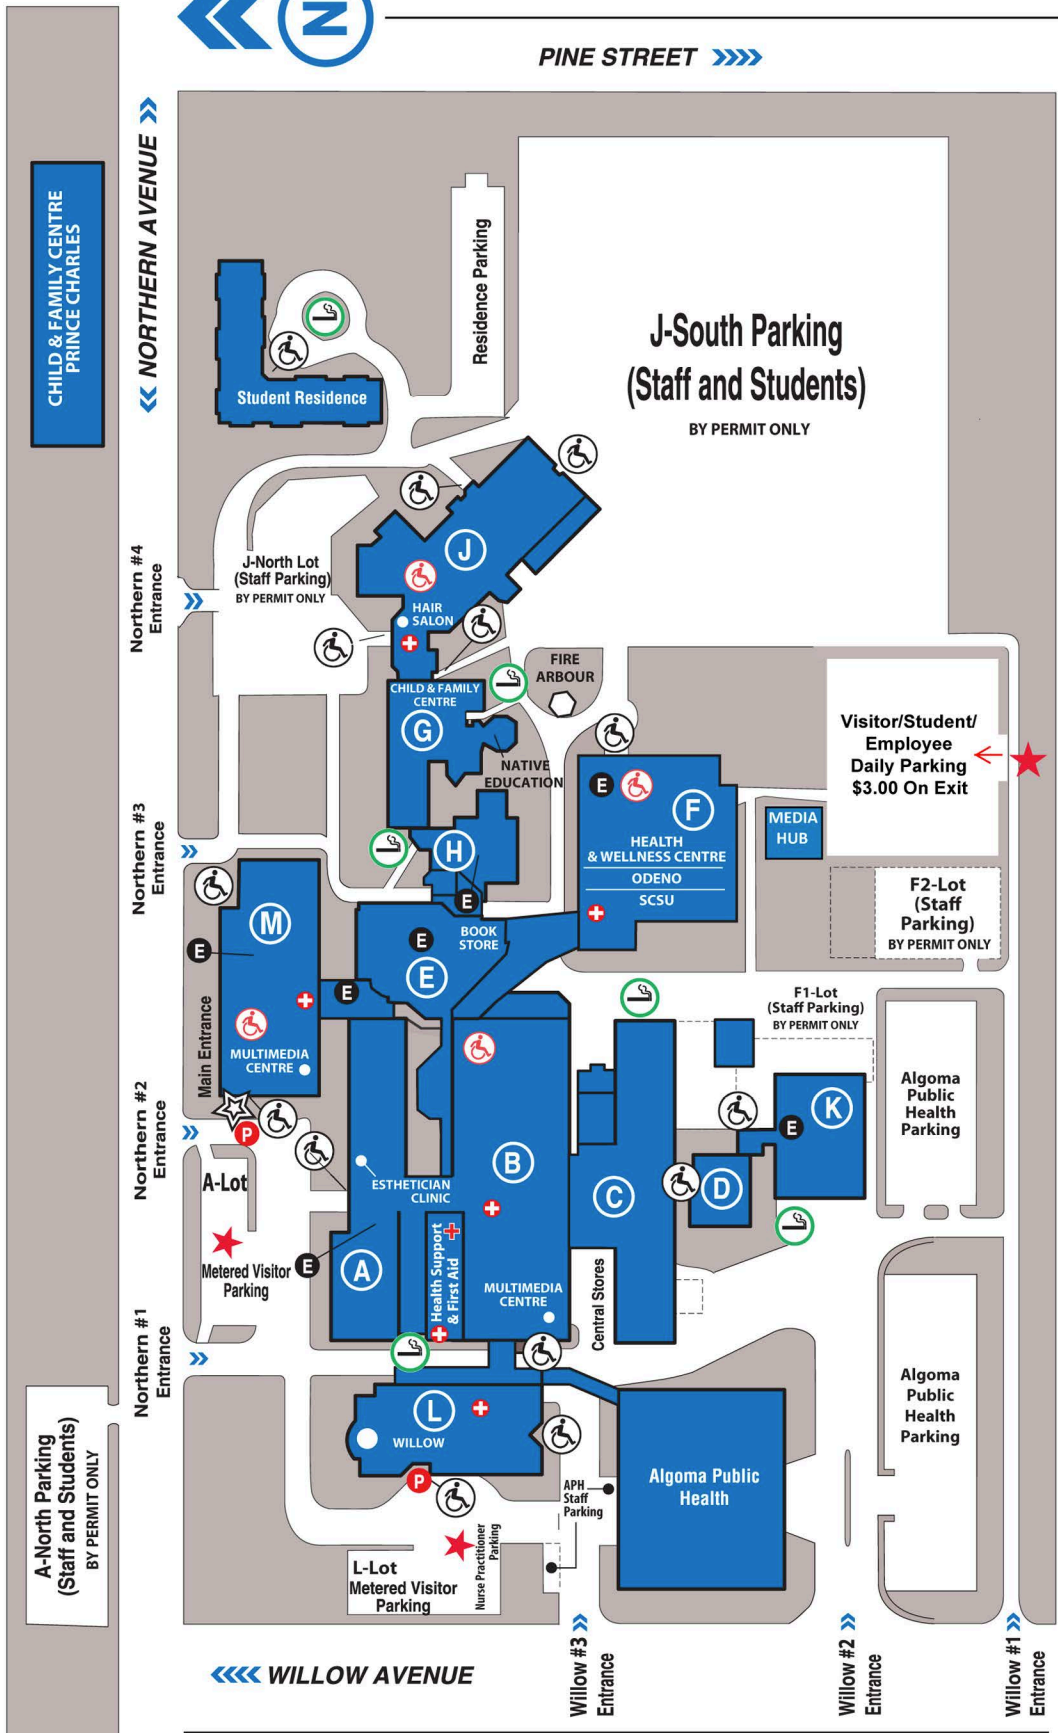 N
PINE STREET
NORTHERN AVENUE
CHILD & FAMILY CENTRE
PRINCE CHARLES
Residence Parking
Student Residence
J-South Parking
(Staff and Students)
BY PERMIT ONLY
J
HAIR
SALON
J-North Lot
(Staff Parking)
BY PERMIT ONLY
Northern #4
Entrance
CHILD & FAMILY
CENTRE
G
FIRE
ARBOUR
NATIVE
EDUCATION
Visitor/Student/
Employee
Daily Parking
$3.00 On Exit
E
F
HEALTH
& WELLNESS CENTRE
ODENO
SCSU
MEDIA
HUB
F2-Lot
(Staff
Parking)
BY PERMIT ONLY
Northern #3
Entrance
H
E
M
E
E
BOOK
STORE
E
E
Main Entrance
MULTIMEDIA
CENTRE
P
F1-Lot
(Staff Parking)
BY PERMIT ONLY
Algoma
Public
Health
Parking
K
E
D
C
B
ESTHETICIAN
CLINIC
Northern #2
Entrance
A-Lot
Metered Visitor
Parking
E
A
Health Support
& First Aid
MULTIMEDIA
CENTRE
Central Stores
Northern #1
Entrance
L
WILLOW
P
Algoma Public
Health
Algoma
Public
Health
Parking
APH
Staff
Parking
A-North Parking
(Staff and Students)
BY PERMIT ONLY
L-Lot
Metered Visitor
Parking
Nurse Practitioner
Parking
WILLOW AVENUE
Willow #3
Entrance
Willow #2
Entrance
Willow #1
Entrance